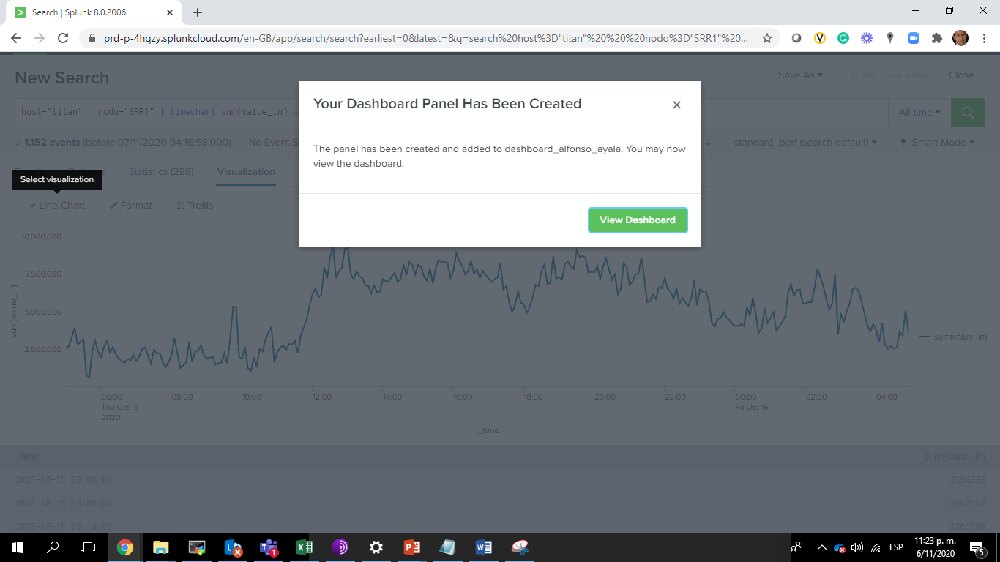 Search | Splunk 8.0.2006
prd-p-4hqzy.splunkcloud.com/en-GB/app/search/search?earliest=0&latest=&q=search%20host%3D"titan"%20%20%20nodo%3D"SRR1"%20...
New Search
Save As
Create Table View
Close
Your Dashboard Panel Has Been Created
host="titan"   nodo="SRR1" | timechart sum(value_in)
All time
The panel has been created and added to dashboard_alfonso_ayala. You may now
view the dashboard.
1,152 events (before 07/11/2020 04:16:58.000)
No Event
standard_perf (search default)
Smart Mode
Statistics (288)
Visualization
Select visualization
Line Chart
Format
Trellis
View Dashboard
10,000,000
7,500,000
5,000,000
2,500,000
sum(value_in)
sum(value_in)
06:00
Thu Oct 15
2020
08:00
10:00
12:00
14:00
16:00
18:00
20:00
22:00
00:00
Fri Oct 16
02:00
04:00
_time
_time
sum(value_in)
2020-10-15 05:00:00
2594933
2020-10-15 05:05:00
2667812
2020-10-15 05:10:00
3266580
ESP
11:23 p. m.
6/11/2020
5
1